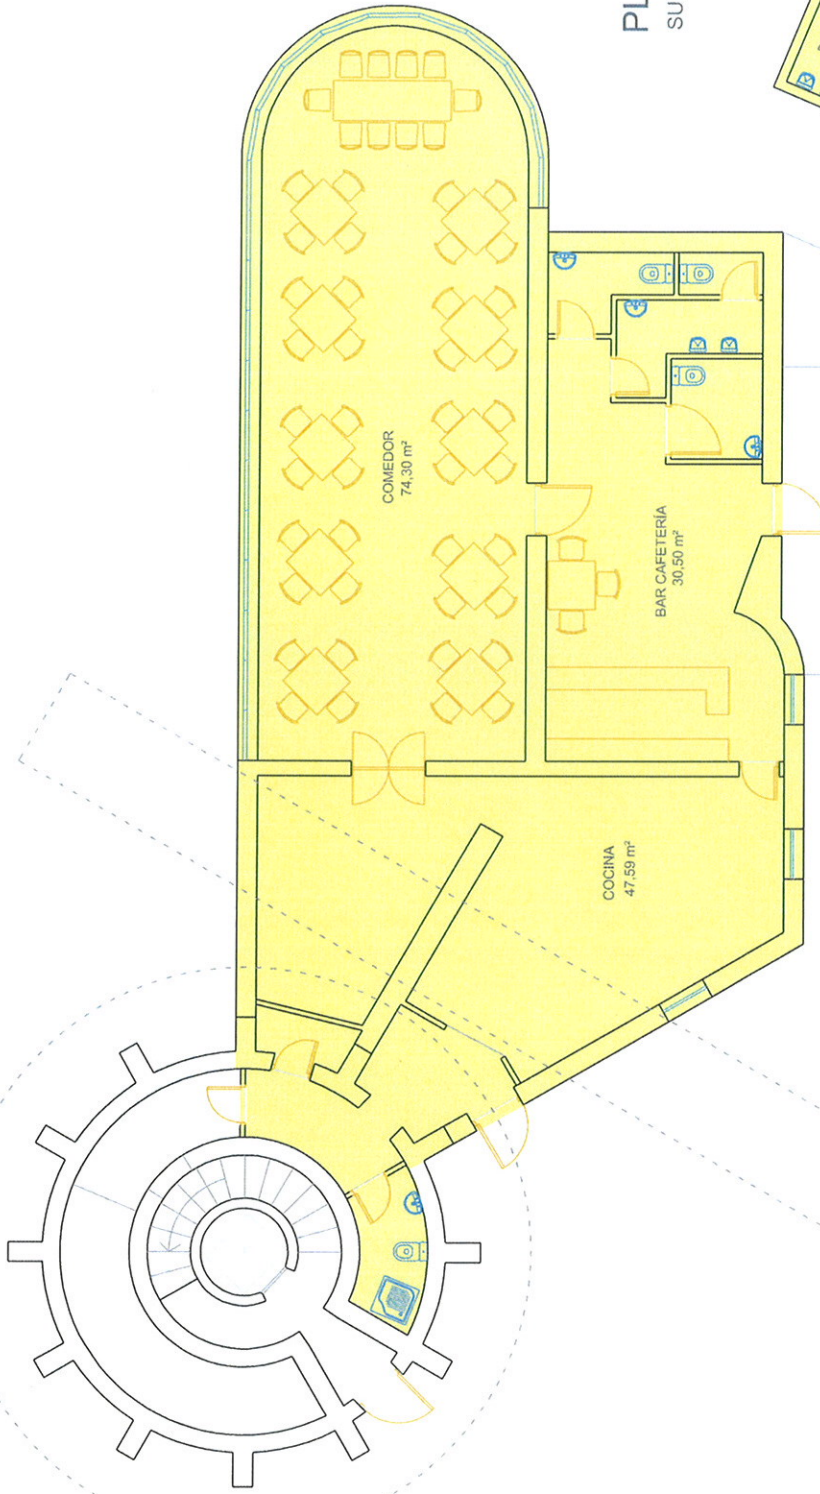 COMEDOR
74,30 m²
BAR CAFETERÍA
30,50 m²
COCINA
47,59 m²
PL
SU